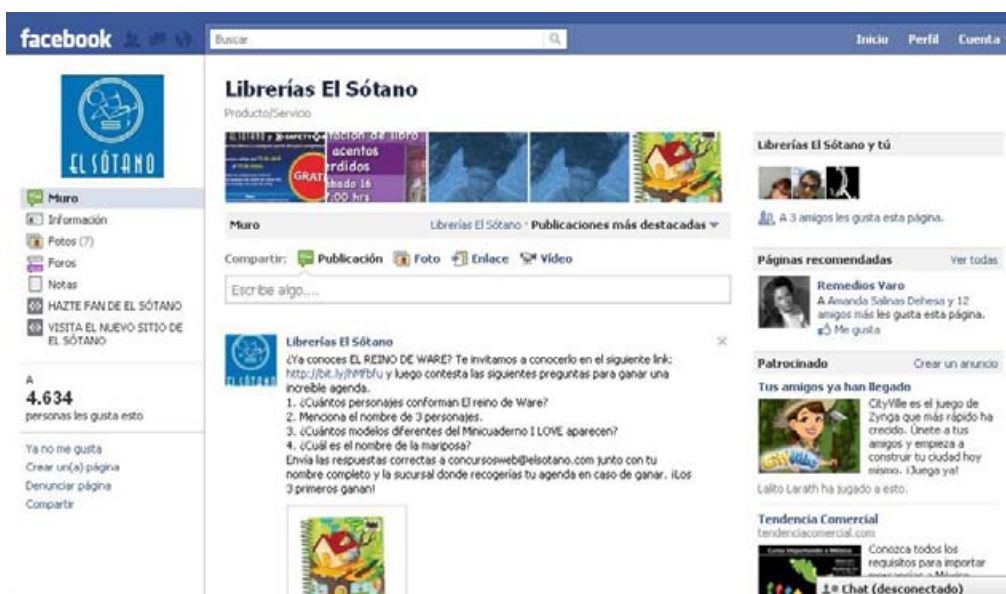 facebook
Buscar
Inicio Perfil Cuenta
EL SÓTANO
Muro
Información
Fotos (7)
Foros
Notas
HAZTE FAN DE EL SÓTANO
VISITA EL NUEVO SITIO DE
EL SÓTANO
A
4.634
personas les gusta esto
Ya no me gusta
Crear un(a) página
Denunciar página
Compartir
Librerías El Sótano
Producto/Servicio
GRATI
acentos
rdidos
Muro
Librerías El Sótano · Publicaciones más destacadas
Compartir: Publicación Foto Enlace Vídeo
Escribe algo....
Librerías El Sótano
¿Ya conoces EL REINO DE WARE? Te invitamos a conocerlo en el siguiente link:
http://bit.ly/hMfbfu y luego contesta las siguientes preguntas para ganar una
increíble agenda.
1. ¿Cuántos personajes conforman El reino de Ware?
2. Menciona el nombre de 3 personajes.
3. ¿Cuántos modelos diferentes del Minicuaderno I LOVE aparecen?
4. ¿Cuál es el nombre de la mariposa?
Envía las respuestas correctas a concursosweb@elsotano.com junto con tu
nombre completo y la sucursal donde recogerías tu agenda en caso de ganar. ¡Los
3 primeros ganan!
EL SÓTANO
Librerías El Sótano y tú
A 3 amigos les gusta esta página.
Páginas recomendadas Ver todas
Remedios Varo
A Amanda Salinas Dehesa y 12
amigos más les gusta esta página.
Me gusta
Patrocinado Crear un anuncio
Tus amigos ya han llegado
CITYVILLE
CityVille es el juego de
Zynga que más rápido ha
crecido. Únete a tus
amigos y empieza a
construir tu ciudad hoy
mismo. ¡Juega ya!
Lalito Larath ha jugado a esto.
Tendencia Comercial
tendenciacomercial.com
Conozca todos los
requisitos para importar
Chat (desconectado)